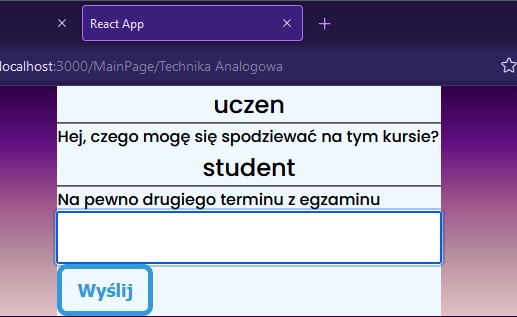 React App
localhost:3000/MainPage/Technika Analogowa
uczen
Hej, czego mogę się spodziewać na tym kursie?
student
Na pewno drugiego terminu z egzaminu
Wyślij